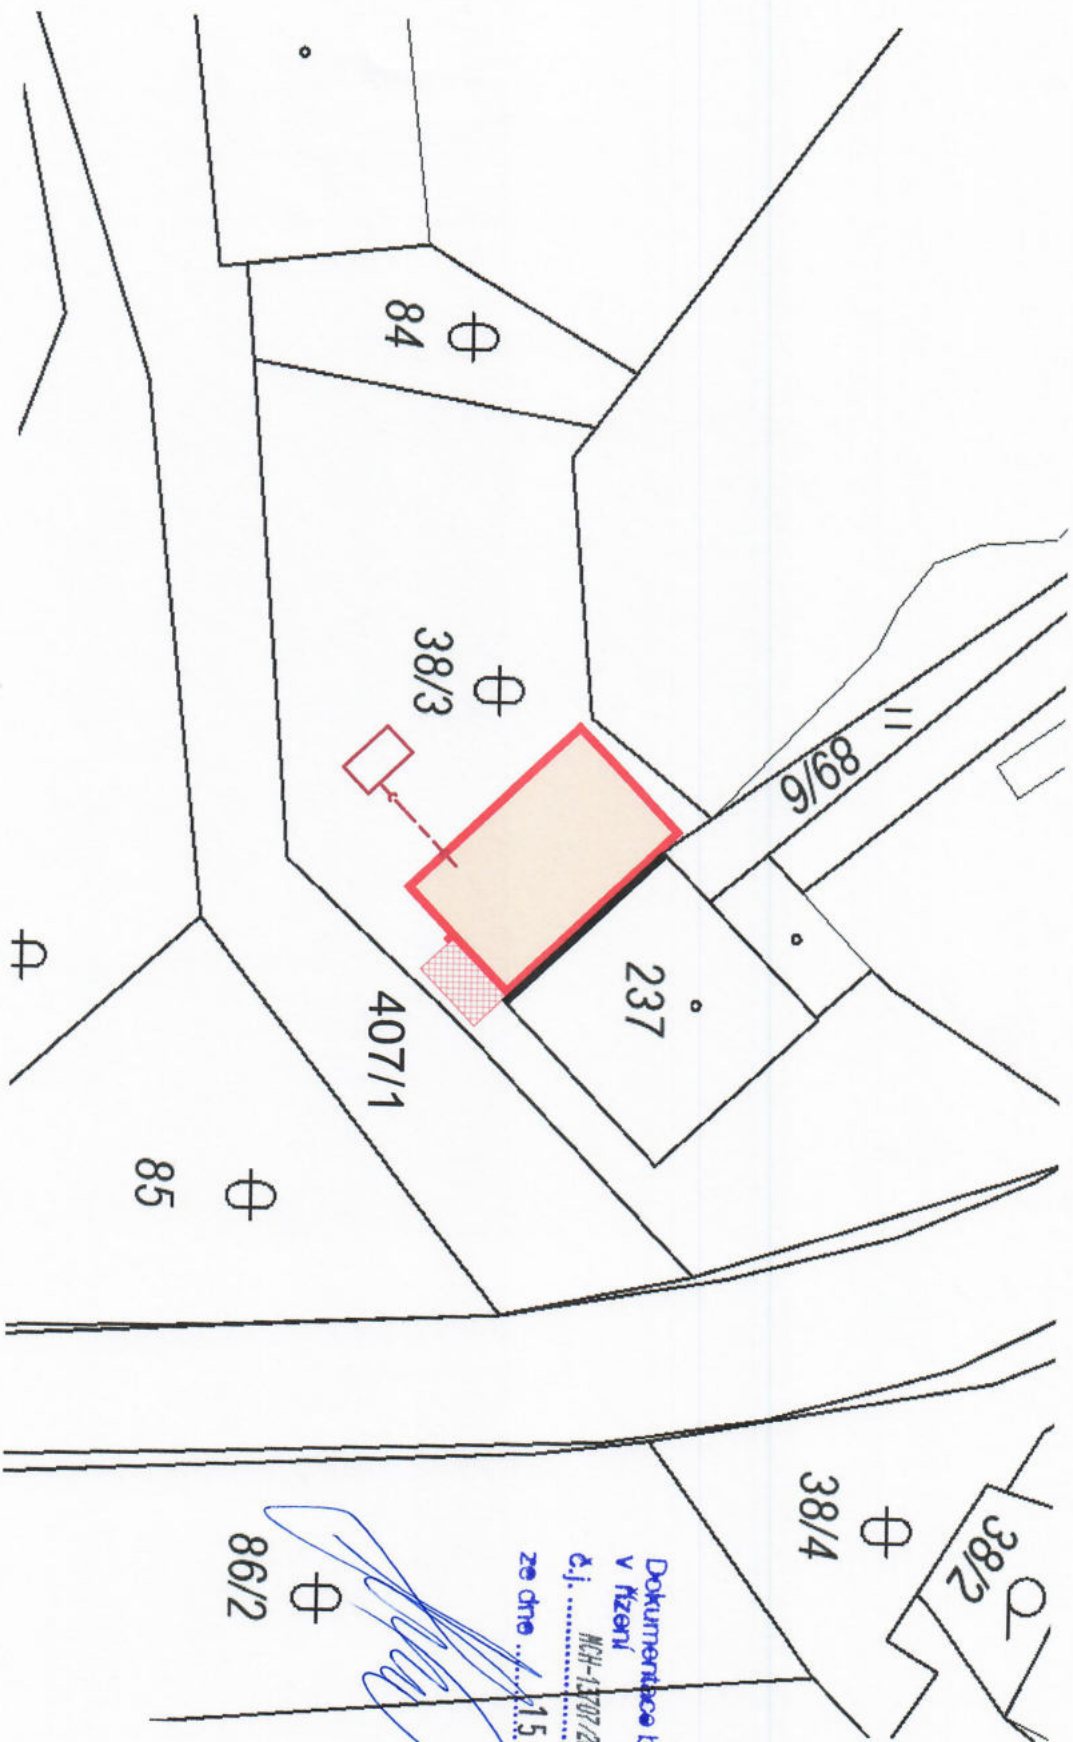 84
38/3
89/6
237
407/1
85
38/4
38/2
86/2
Dokumentace
v řízení
č.j. MCH-13707/2
ze dne 15